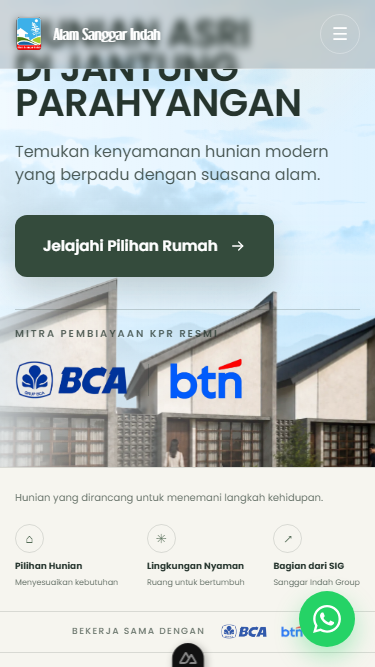 Alam Sanggar Indah
DI JANTUNG
PARAHYANGAN
Temukan kenyamanan hunian modern
yang berpadu dengan suasana alam.
Jelajahi Pilihan Rumah →
MITRA PEMBIAYAAN KPR RESMI
BCA btn
Hunian yang dirancang untuk menemani langkah kehidupan.
Pilihan Hunian
Menyesuaikan kebutuhan
Lingkungan Nyaman
Ruang untuk bertumbuh
Bagian dari SIG
Sanggar Indah Group
BEKERJA SAMA DENGAN BCA btn